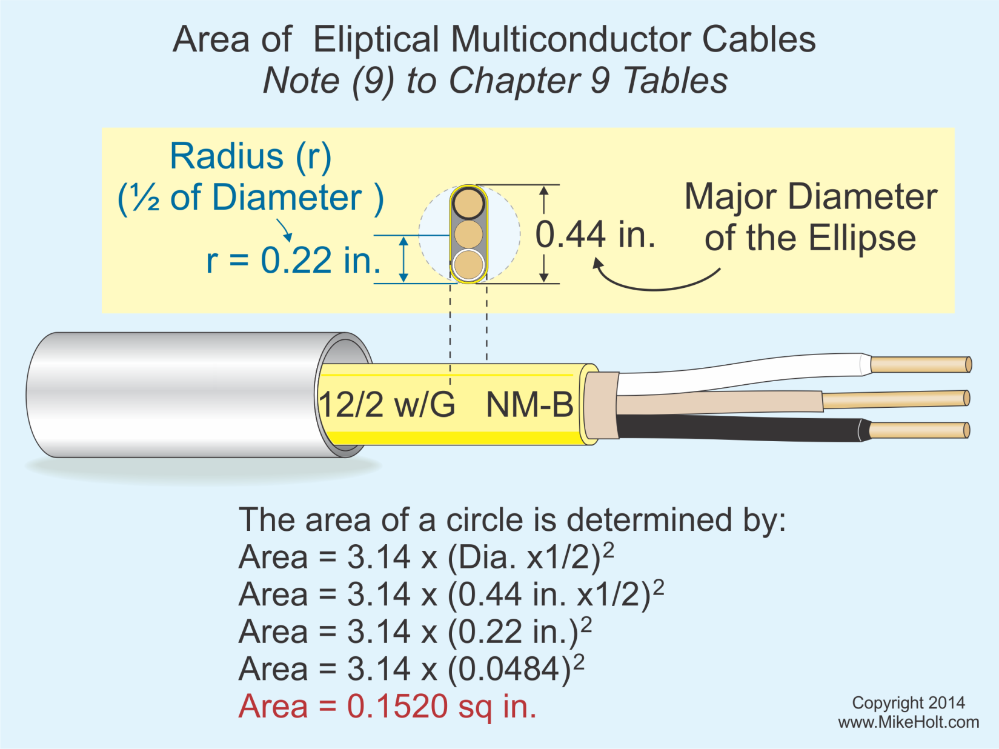 Area of Eliptical Multiconductor Cables
Note (9) to Chapter 9 Tables
Radius (r)
(½ of Diameter )
r = 0.22 in.
0.44 in.
Major Diameter
of the Ellipse
12/2 w/G NM-B
The area of a circle is determined by:
Area = 3.14 x (Dia. x1/2)²
Area = 3.14 x (0.44 in. x1/2)²
Area = 3.14 x (0.22 in.)²
Area = 3.14 x (0.0484)²
Area = 0.1520 sq in.
Copyright 2014
www.MikeHolt.com